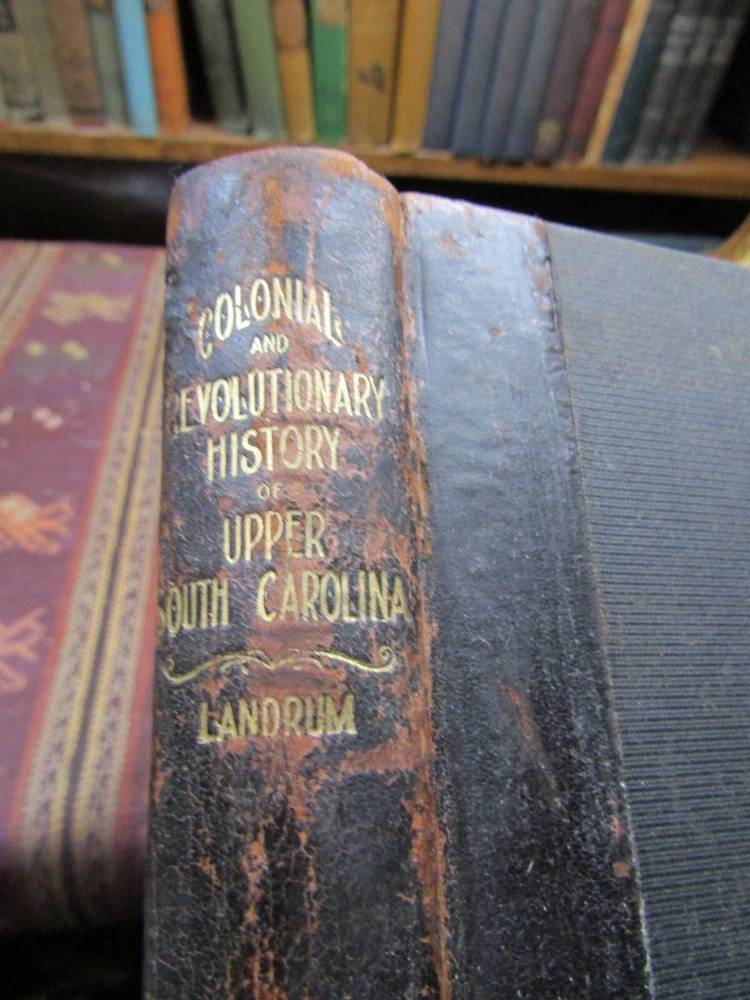 COLONIAL
AND
REVOLUTIONARY
HISTORY
OF
UPPER
SOUTH CAROLINA
LANDRUM